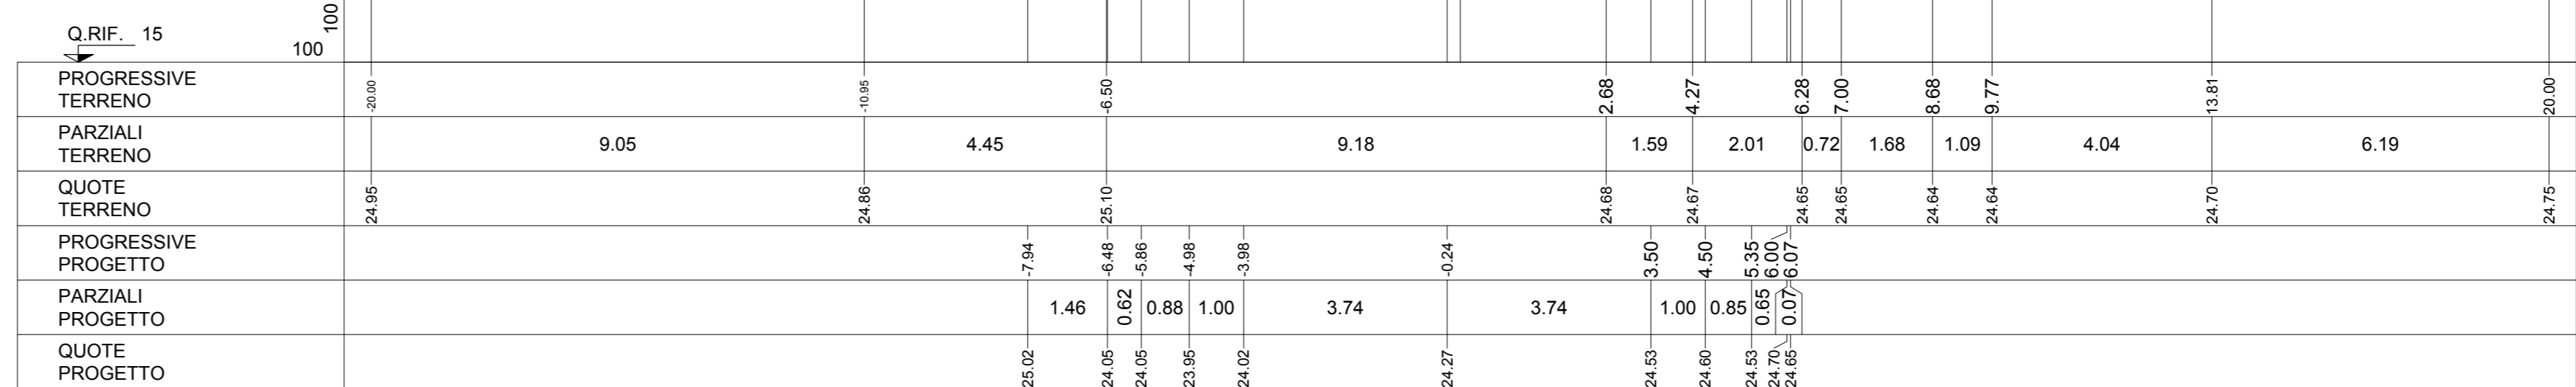 100
Q.RIF. 15
100
PROGRESSIVE
TERRENO
-20.00 -10.95 -6.50 2.68 4.27 6.28 7.00 8.68 9.77 13.81 20.00
PARZIALI
TERRENO
9.05 4.45 9.18 1.59 2.01 0.72 1.68 1.09 4.04 6.19
QUOTE
TERRENO
24.95 24.86 25.10 24.68 24.67 24.65 24.65 24.64 24.64 24.70 24.75
PROGRESSIVE
PROGETTO
-7.94 -6.48 -5.86 -4.98 -3.98 -0.24 3.50 4.50 5.35 6.00 6.07
PARZIALI
PROGETTO
1.46 0.62 0.88 1.00 3.74 3.74 1.00 0.85 0.65 0.07
QUOTE
PROGETTO
25.02 24.05 24.05 23.95 24.02 24.27 24.53 24.60 24.53 24.70 24.65